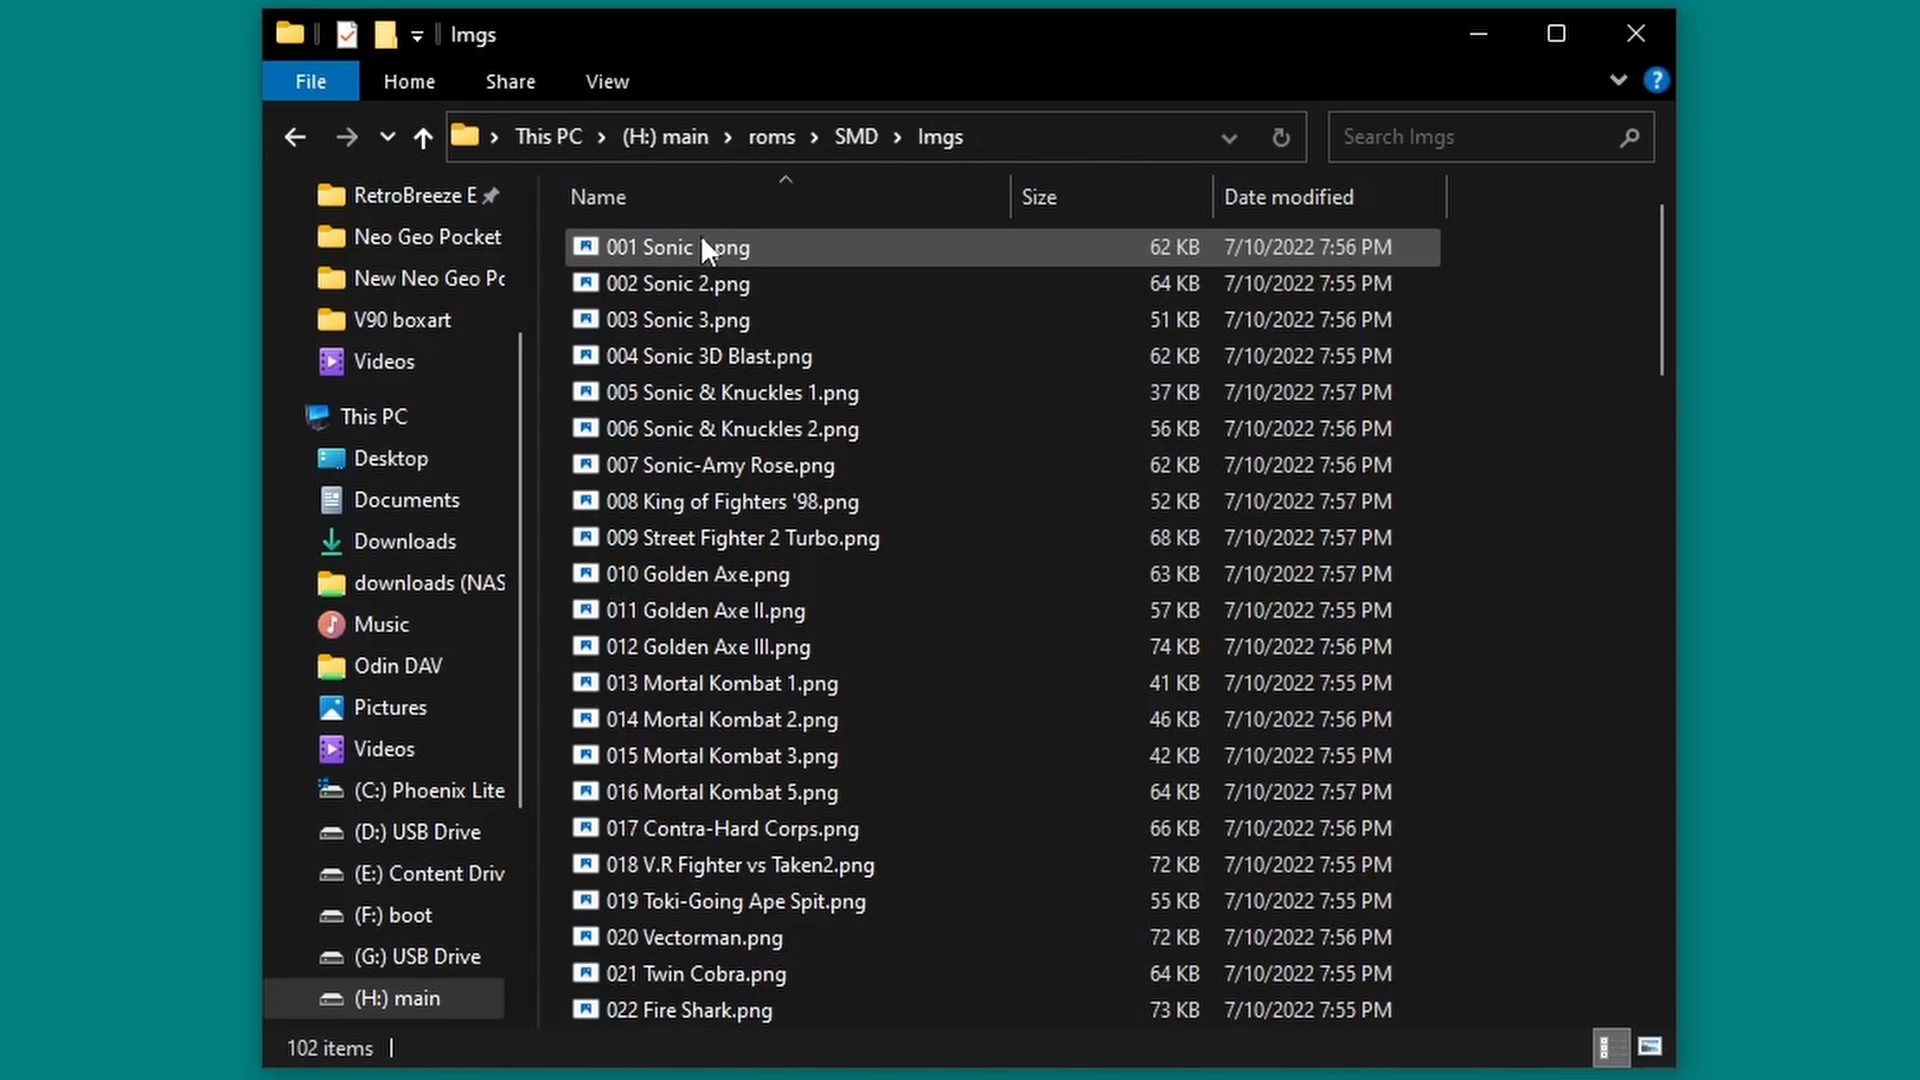 Imgs
File Home Share View
This PC > (H:) main > roms > SMD > Imgs
Search Imgs
RetroBreeze E
Neo Geo Pocket
New Neo Geo Pc
V90 boxart
Videos
This PC
Desktop
Documents
Downloads
downloads (NAS
Music
Odin DAV
Pictures
Videos
(C:) Phoenix Lite
(D:) USB Drive
(E:) Content Driv
(F:) boot
(G:) USB Drive
(H:) main
Name Size Date modified
001 Sonic .png 62 KB 7/10/2022 7:56 PM
002 Sonic 2.png 64 KB 7/10/2022 7:55 PM
003 Sonic 3.png 51 KB 7/10/2022 7:56 PM
004 Sonic 3D Blast.png 62 KB 7/10/2022 7:55 PM
005 Sonic & Knuckles 1.png 37 KB 7/10/2022 7:57 PM
006 Sonic & Knuckles 2.png 56 KB 7/10/2022 7:56 PM
007 Sonic-Amy Rose.png 62 KB 7/10/2022 7:56 PM
008 King of Fighters '98.png 52 KB 7/10/2022 7:57 PM
009 Street Fighter 2 Turbo.png 68 KB 7/10/2022 7:57 PM
010 Golden Axe.png 63 KB 7/10/2022 7:57 PM
011 Golden Axe II.png 57 KB 7/10/2022 7:55 PM
012 Golden Axe III.png 74 KB 7/10/2022 7:56 PM
013 Mortal Kombat 1.png 41 KB 7/10/2022 7:55 PM
014 Mortal Kombat 2.png 46 KB 7/10/2022 7:56 PM
015 Mortal Kombat 3.png 42 KB 7/10/2022 7:55 PM
016 Mortal Kombat 5.png 64 KB 7/10/2022 7:57 PM
017 Contra-Hard Corps.png 66 KB 7/10/2022 7:56 PM
018 V.R Fighter vs Taken2.png 72 KB 7/10/2022 7:55 PM
019 Toki-Going Ape Spit.png 55 KB 7/10/2022 7:55 PM
020 Vectorman.png 72 KB 7/10/2022 7:56 PM
021 Twin Cobra.png 64 KB 7/10/2022 7:55 PM
022 Fire Shark.png 73 KB 7/10/2022 7:55 PM
102 items